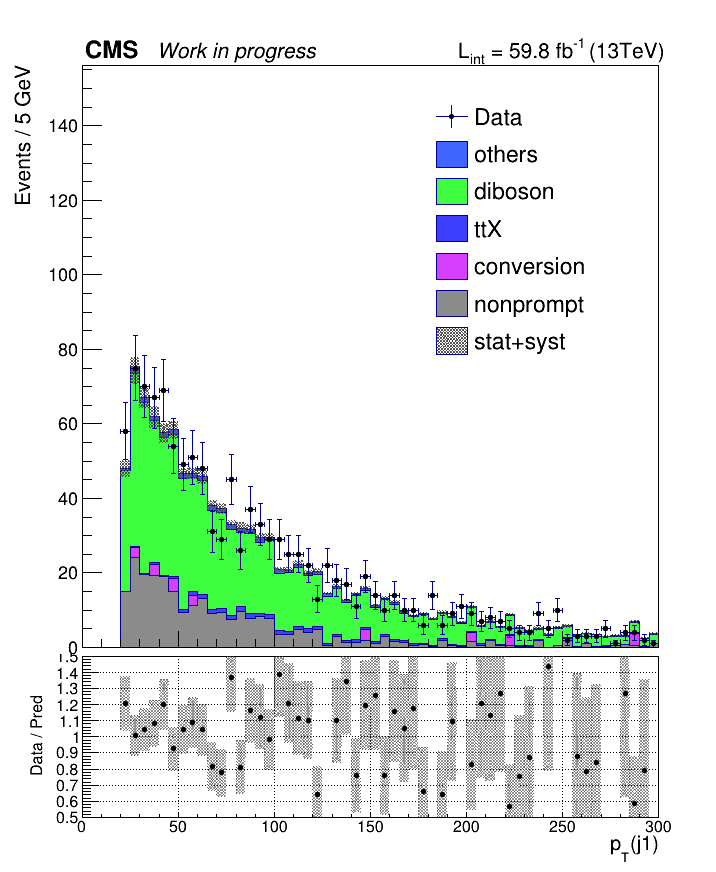 CMS Work in progress L_int = 59.8 fb^-1 (13TeV)
Events / 5 GeV
140
120
100
80
60
40
20
0
Data
others
diboson
ttX
conversion
nonprompt
stat+syst
Data / Pred
1.5
1.4
1.3
1.2
1.1
1
0.9
0.8
0.7
0.6
0.5
0 50 100 150 200 250 300
p_T(j1)